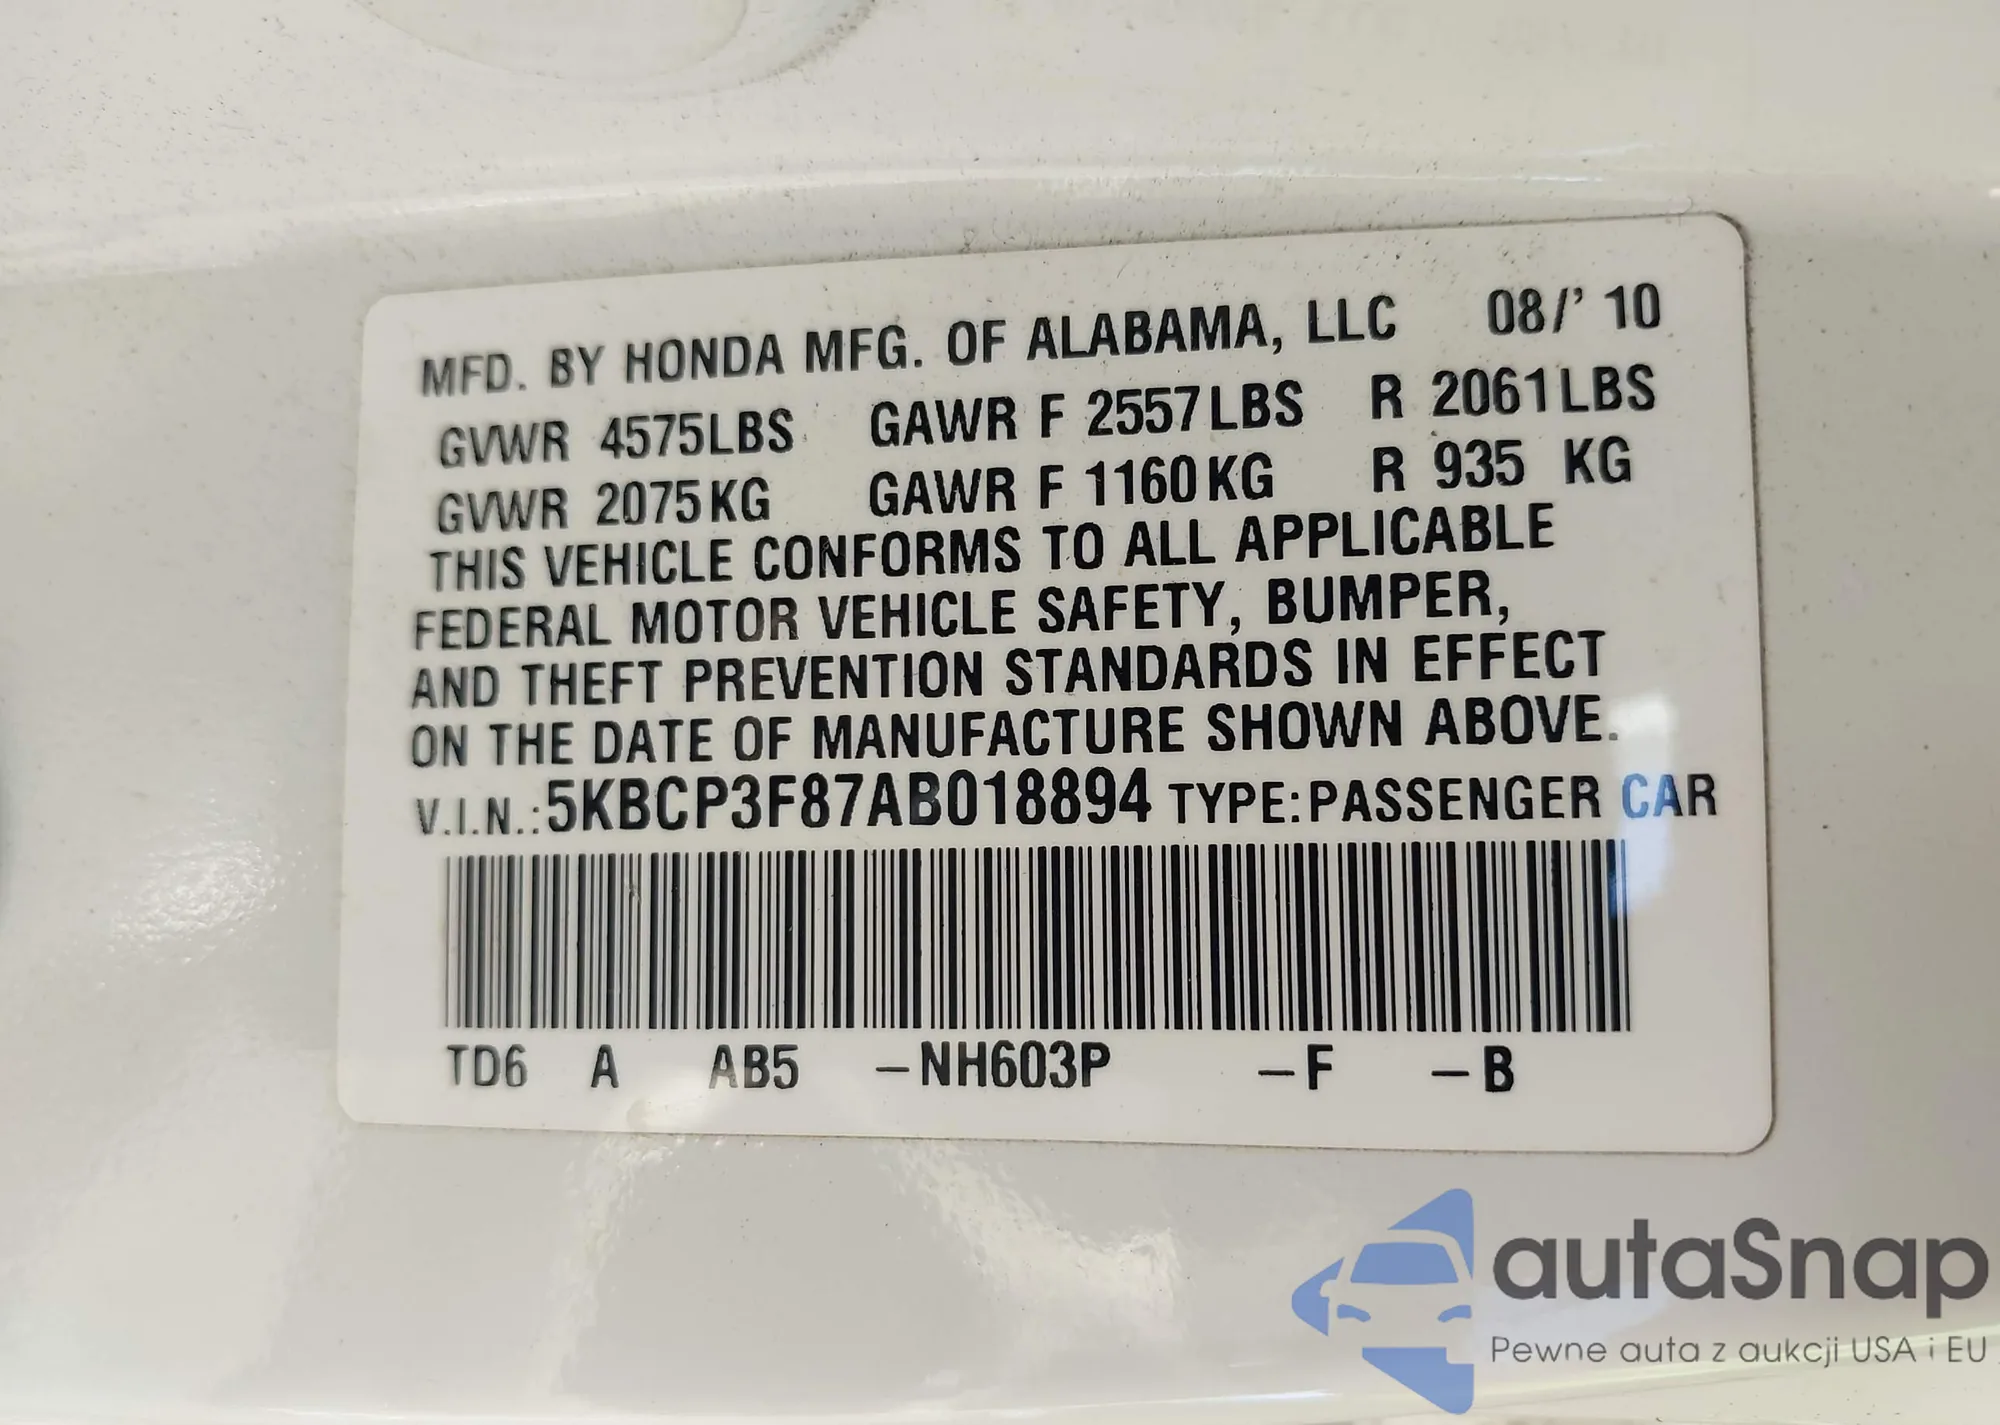 MFD. BY HONDA MFG. OF ALABAMA, LLC 08/' 10
GVWR 4575LBS GAWR F 2557LBS R 2061LBS
GVWR 2075KG GAWR F 1160KG R 935 KG
THIS VEHICLE CONFORMS TO ALL APPLICABLE
FEDERAL MOTOR VEHICLE SAFETY, BUMPER,
AND THEFT PREVENTION STANDARDS IN EFFECT
ON THE DATE OF MANUFACTURE SHOWN ABOVE.
V.I.N.:5KBCP3F87AB018894 TYPE:PASSENGER CAR
TD6 A AB5 –NH603P –F –B
autaSnap
Pewne auta z aukcji USA i EU